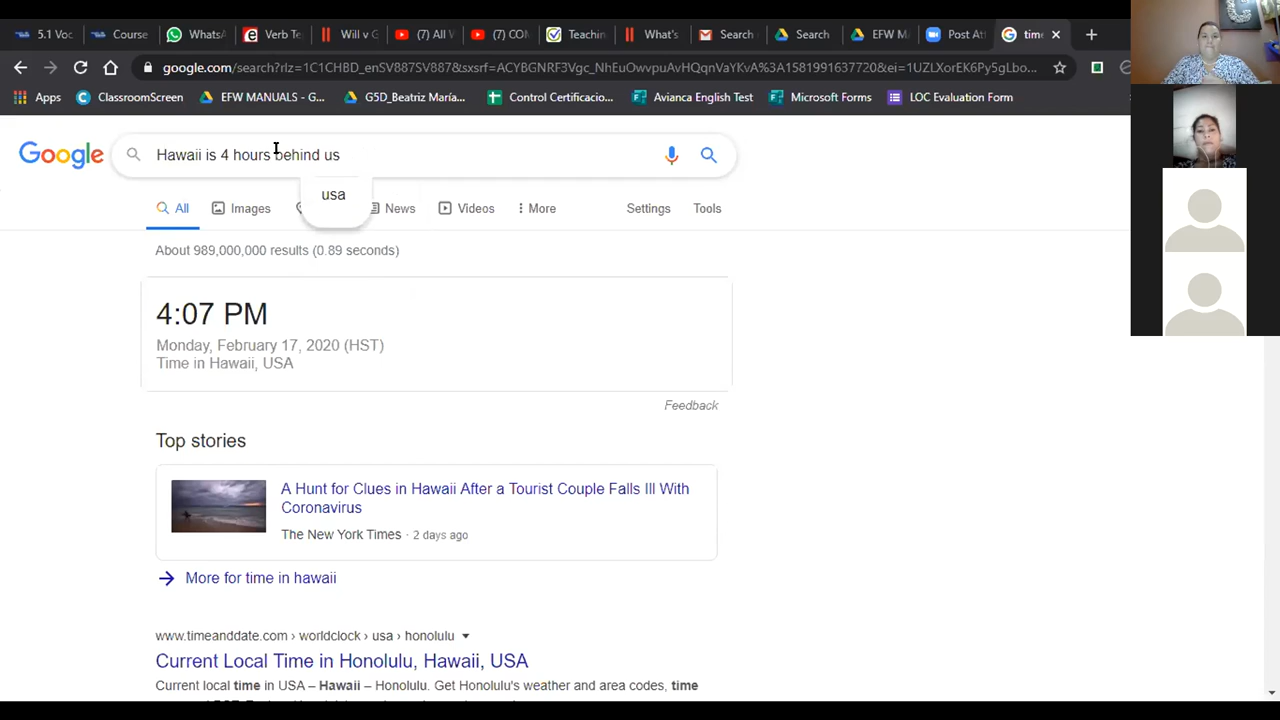 5.1 Voc
Course
WhatsA
Verb Te
Will v G
(7) All V
(7) CON
Teachin
What's
Search
Search
EFW MA
Post Att
time
google.com/search?rlz=1C1CHBD_enSV887SV887&sxsrf=ACYBGNRF3Vgc_NhEuOwvpuAvHQqnVaYKvA%3A1581991637720&ei=1UZLXorEK6Py5gLbo...
Apps
ClassroomScreen
EFW MANUALS - G...
G5D_Beatriz María...
Control Certificacio...
Avianca English Test
Microsoft Forms
LOC Evaluation Form
Google
Hawaii is 4 hours behind us
usa
All
Images
News
Videos
More
Settings
Tools
About 989,000,000 results (0.89 seconds)
4:07 PM
Monday, February 17, 2020 (HST)
Time in Hawaii, USA
Feedback
Top stories
A Hunt for Clues in Hawaii After a Tourist Couple Falls Ill With
Coronavirus
The New York Times · 2 days ago
More for time in hawaii
www.timeanddate.com › worldclock › usa › honolulu
Current Local Time in Honolulu, Hawaii, USA
Current local time in USA – Hawaii – Honolulu. Get Honolulu's weather and area codes, time